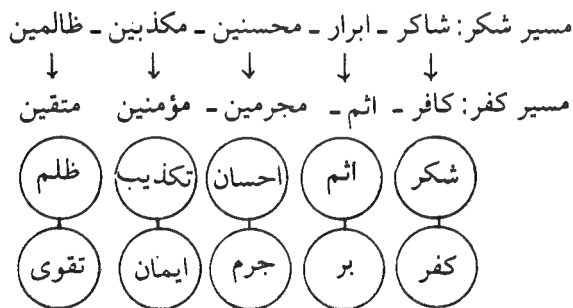 مسیر شکر: شاکر ـ ابرار ـ محسنین ـ مکذبین ـ ظالمین
↓ ↓ ↓ ↓ ↓
مسیر کفر: کافر ـ اثم ـ مجرمین ـ مؤمنین متقین
شکر اثم احسان تکذیب ظلم
کفر بر جرم ایمان تقوی